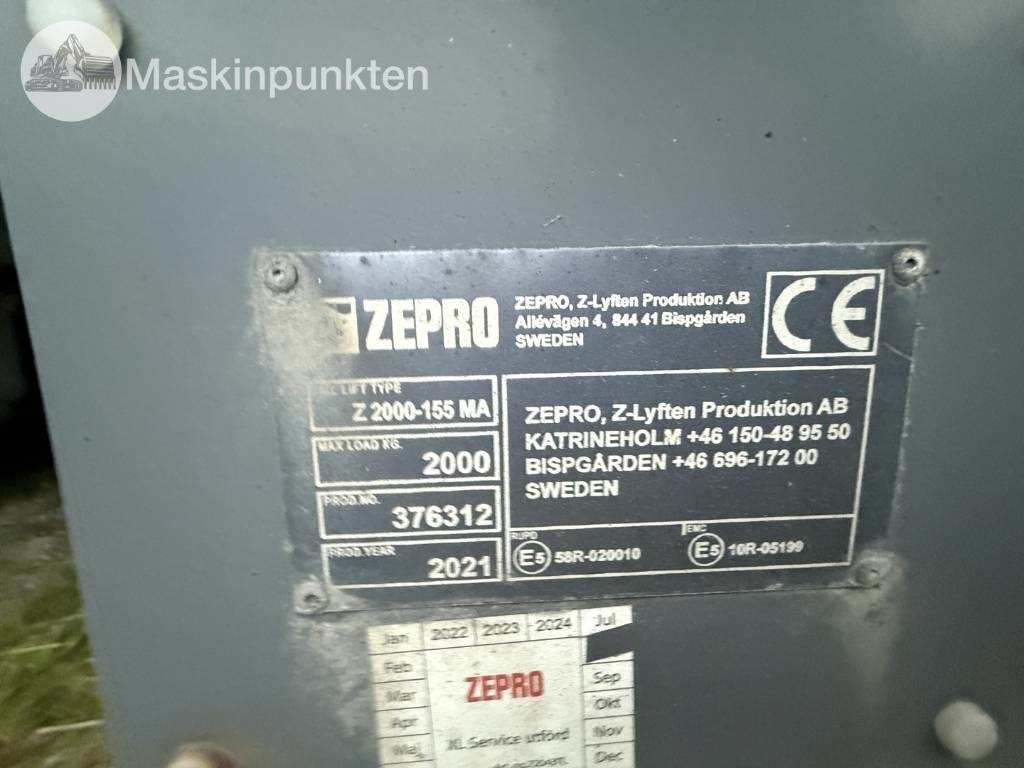 Maskinpunkten
ZEPRO
ZEPRO, Z-Lyften Produktion AB
Allévägen 4, 844 41 Bispgården
SWEDEN
CE
LIFT TYPE
Z 2000-155 MA
MAX LOAD KG.
2000
PROD.NO.
376312
PROD.YEAR
2021
ZEPRO, Z-Lyften Produktion AB
KATRINEHOLM +46 150-48 95 50
BISPGÅRDEN +46 696-172 00
SWEDEN
RUPD
E5 58R-020010
EMC
E5 10R-05199
Jan 2022 2023 2024 Jul
Feb
Mar ZEPRO Sep
Apr Okt
Maj XL Service utförd Nov
Dec